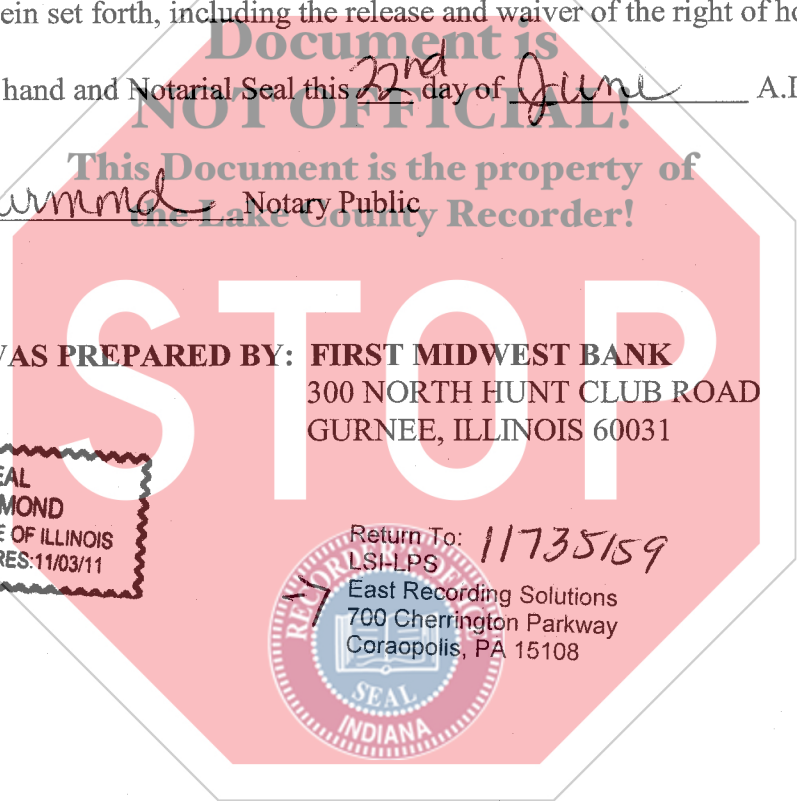 ein set forth, including the release and waiver of the right of ho
Document is
hand and Notarial Seal this 22nd day of June A.D
NOT OFFICIAL!
This Document is the property of
Notary Public
the Lake County Recorder!
STOP
WAS PREPARED BY: FIRST MIDWEST BANK
300 NORTH HUNT CLUB ROAD
GURNEE, ILLINOIS 60031
EAL
MOND
E OF ILLINOIS
RES:11/03/11
Return To: 11735159
LSI-LPS
East Recording Solutions
700 Cherrington Parkway
Coraopolis, PA 15108
RECORDER'S OFFICE
SEAL
INDIANA